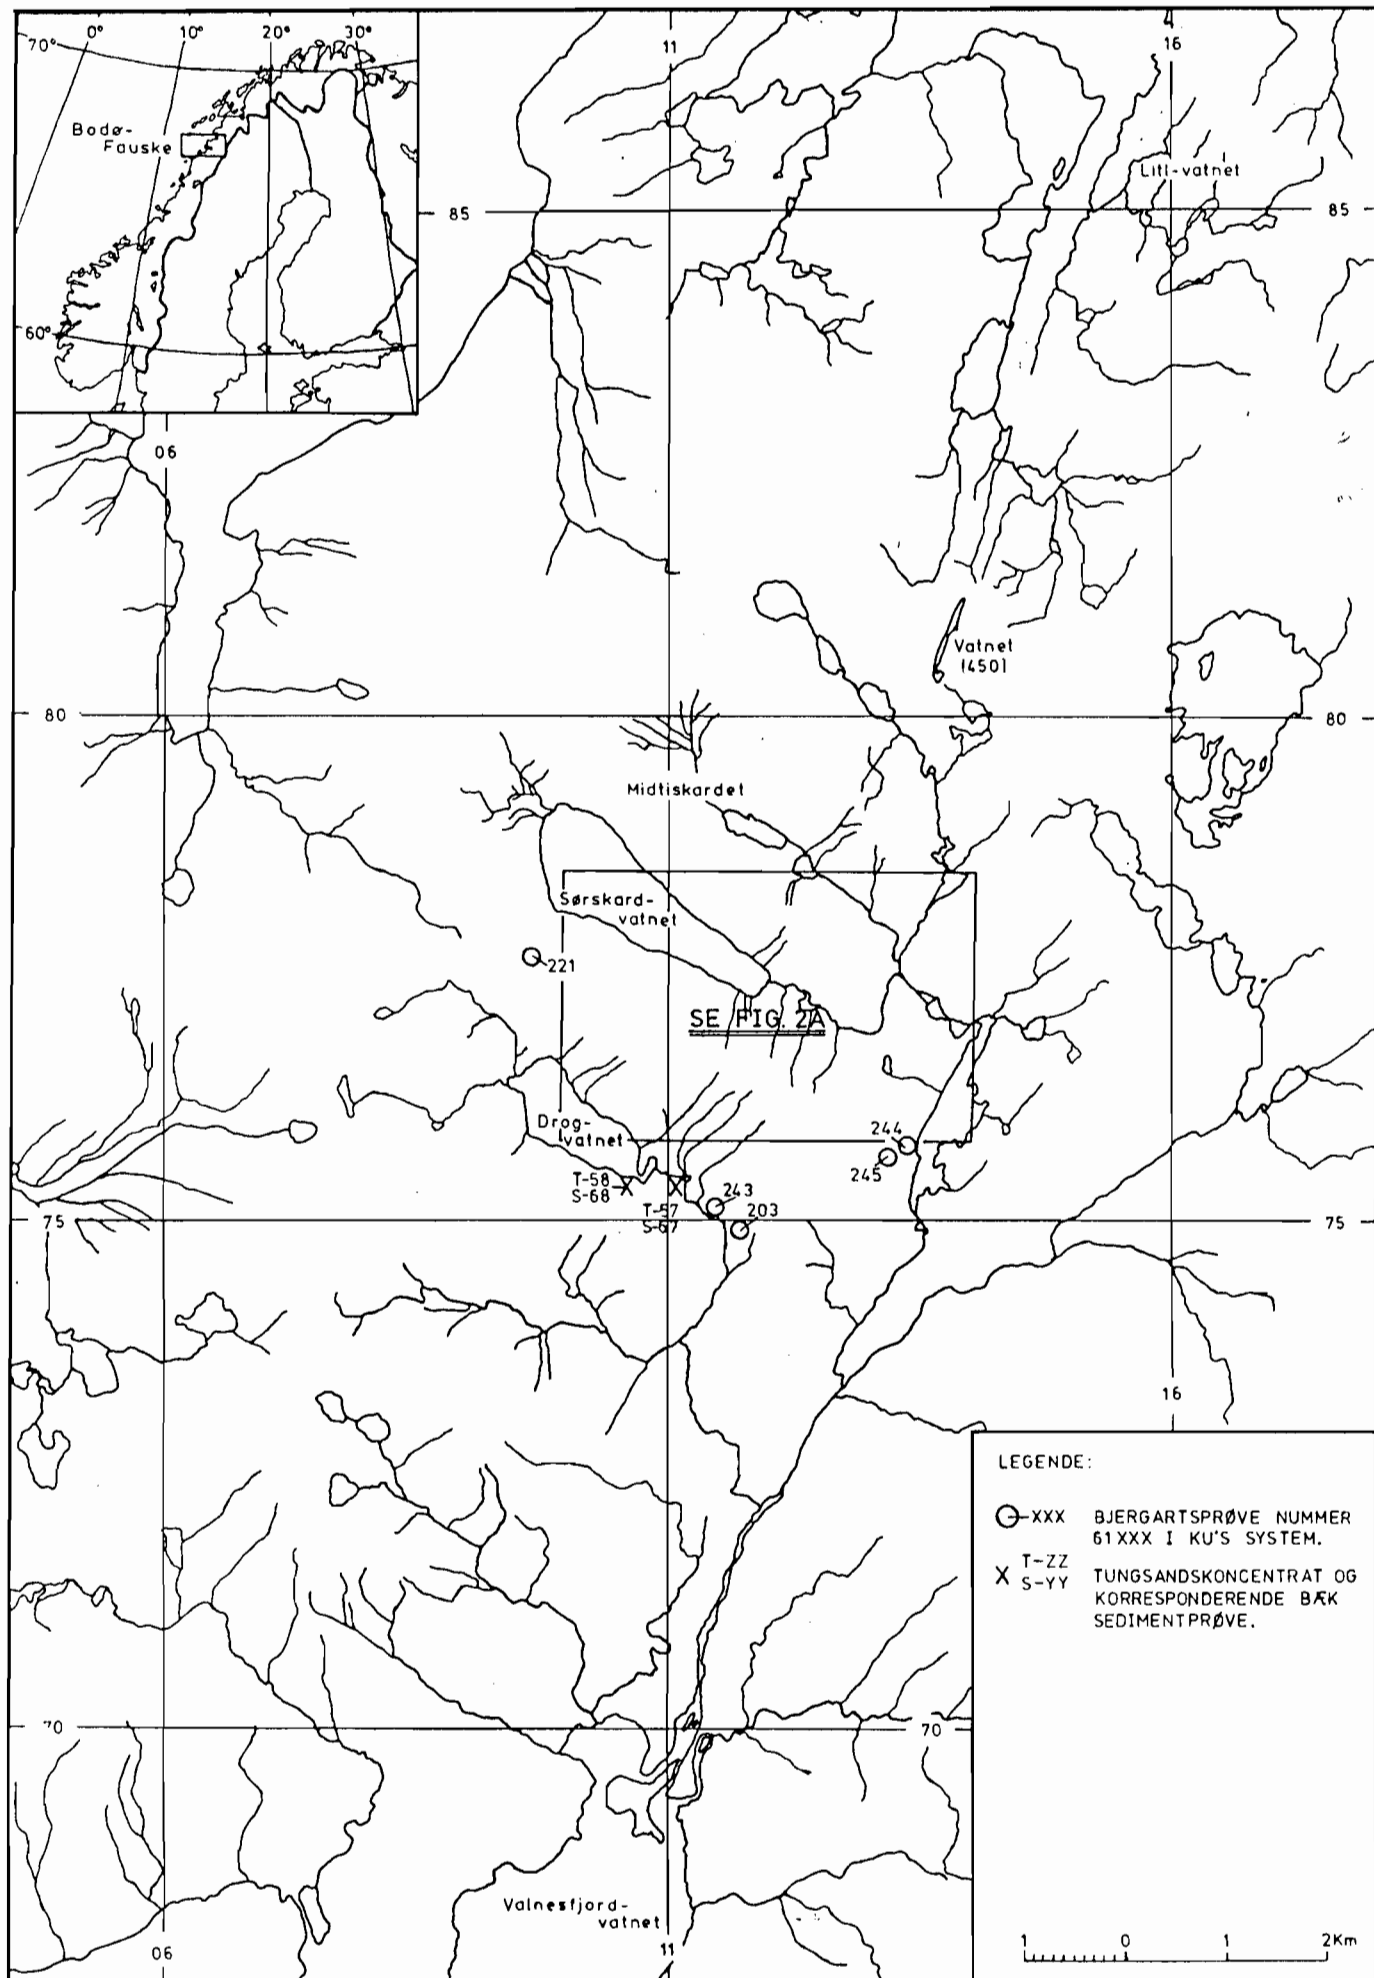 0°
10°
20°
30°
70°
Bodø-
Fauske
60°
11
16
Litl-vatnet
85
85
06
Vatnet
(450)
80
80
Midtiskardet
Sørskard-
vatnet
221
SE FIG. 2A
Drog-
vatnet
244
245
T-58
S-68
243
T-57
S-67
203
75
75
16
LEGENDE:
XXX BJERGARTSPRØVE NUMMER
61XXX I KU'S SYSTEM.
T-ZZ
S-YY
TUNGSANDSKONCENTRAT OG
KORRESPONDERENDE BÆK
SEDIMENTPRØVE.
70
70
Valnesfjord-
vatnet
06
11
1 0 1 2Km